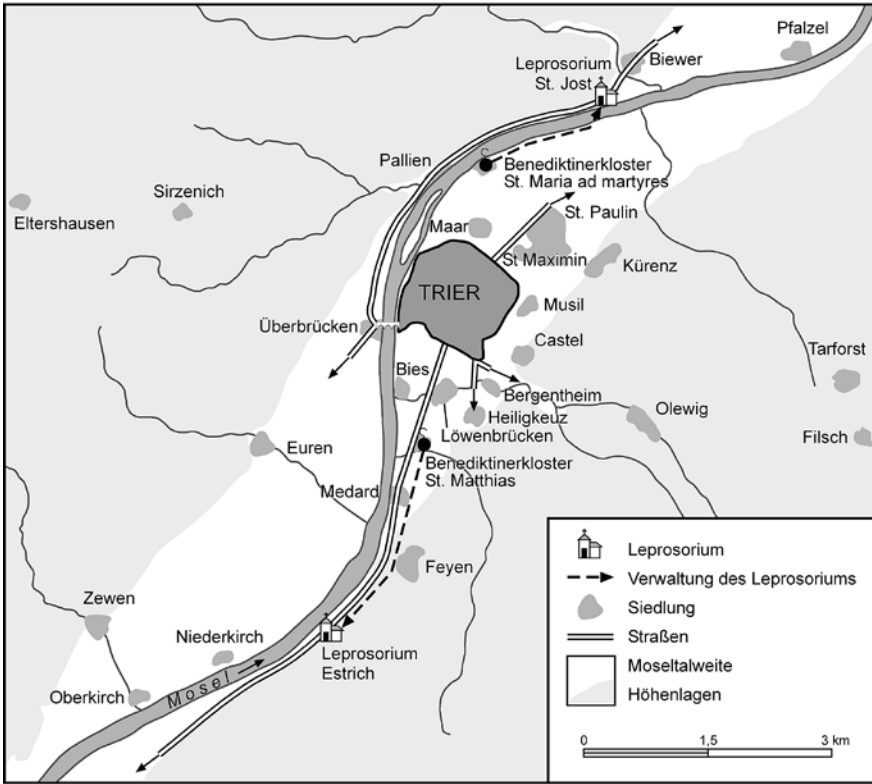 Pfalzel
Biewer
Leprosorium
St. Jost
Pallien
Benediktinerkloster
St. Maria ad martyres
Sirzenich
Eltershausen
St. Paulin
Maar
St Maximin
Kürenz
TRIER
Musil
Überbrücken
Castel
Tarforst
Bies
Bergentheim
Olewig
Heiligkeuz
Löwenbrücken
Filsch
Euren
Benediktinerkloster
St. Matthias
Medard
Feyen
Zewen
Niederkirch
Leprosorium
Estrich
Mosel
Oberkirch
Leprosorium
Verwaltung des Leprosoriums
Siedlung
Straßen
Moseltalweite
Höhenlagen
0 1,5 3 km